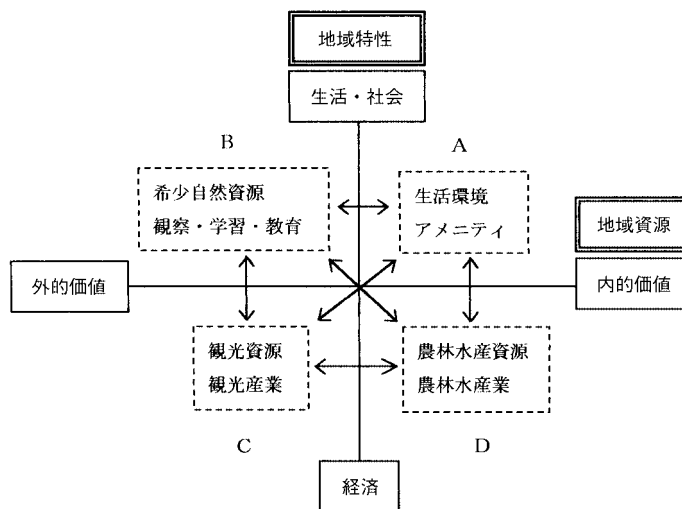 地域特性
生活・社会
B
A
希少自然資源
観察・学習・教育
生活環境
アメニティ
地域資源
外的価値
内的価値
観光資源
観光産業
農林水産資源
農林水産業
C
D
経済